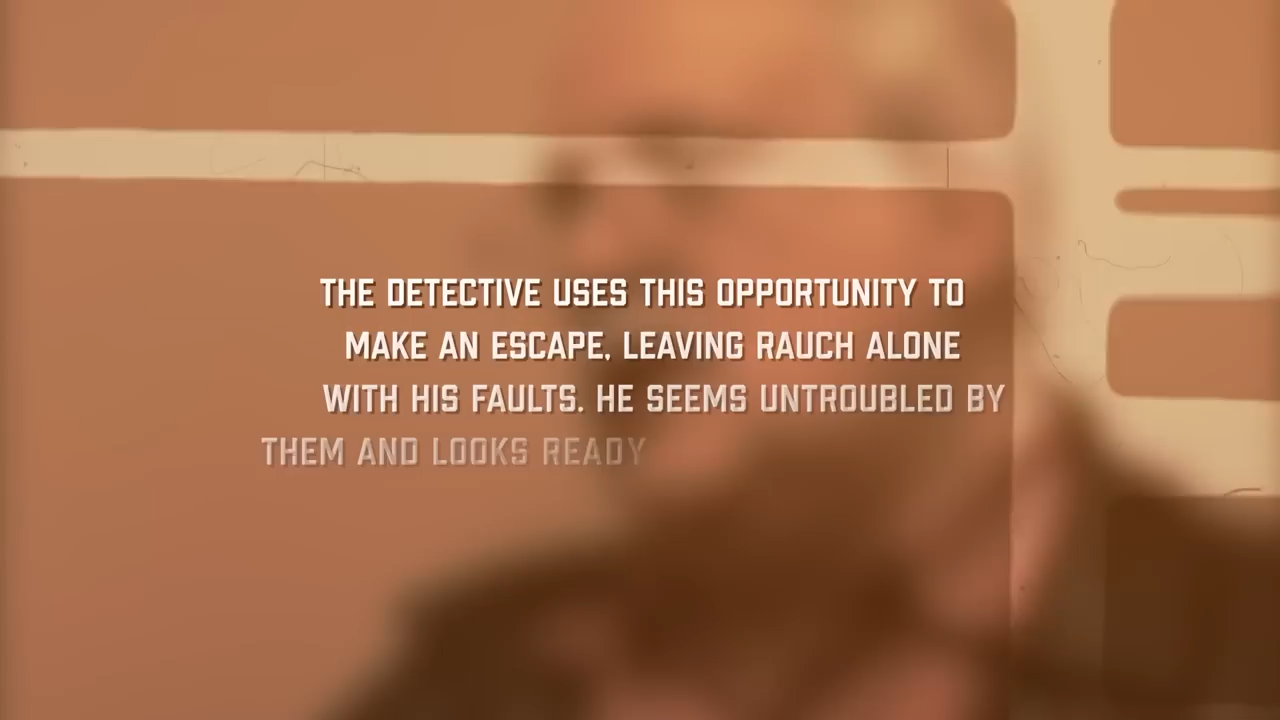 THE DETECTIVE USES THIS OPPORTUNITY TO
MAKE AN ESCAPE, LEAVING RAUCH ALONE
WITH HIS FAULTS. HE SEEMS UNTROUBLED BY
THEM AND LOOKS READY